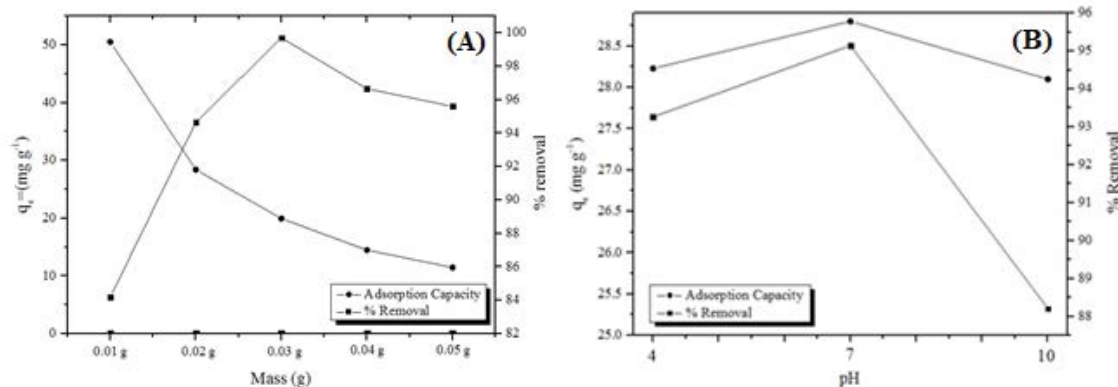 (A)
50
40
30
20
10
0
qₑ=(mg g⁻¹)
100
98
96
94
92
90
88
86
84
82
% removal
Adsorption Capacity
% Removal
0.01 g 0.02 g 0.03 g 0.04 g 0.05 g
Mass (g)
(B)
28.5
28.0
27.5
27.0
26.5
26.0
25.5
25.0
qₑ (mg g⁻¹)
96
95
94
93
92
91
90
89
88
% Removal
Adsorption Capacity
% Removal
4 7 10
pH